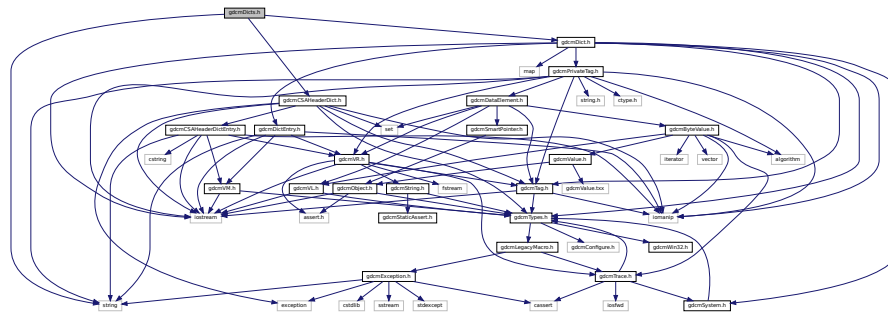 gdcmDicts.h
gdcmDict.h
map
gdcmPrivateTag.h
gdcmCSAHeaderDict.h
gdcmDataElement.h
string.h
ctype.h
gdcmCSAHeaderDictEntry.h
gdcmDictEntry.h
set
gdcmSmartPointer.h
gdcmByteValue.h
cstring
gdcmVR.h
gdcmValue.h
iterator
vector
algorithm
gdcmVM.h
gdcmVL.h
gdcmObject.h
gdcmString.h
fstream
gdcmTag.h
gdcmValue.txx
iostream
assert.h
gdcmStaticAssert.h
gdcmTypes.h
iomanip
gdcmLegacyMacro.h
gdcmConfigure.h
gdcmWin32.h
gdcmException.h
gdcmTrace.h
string
exception
cstdlib
sstream
stdexcept
cassert
iosfwd
gdcmSystem.h